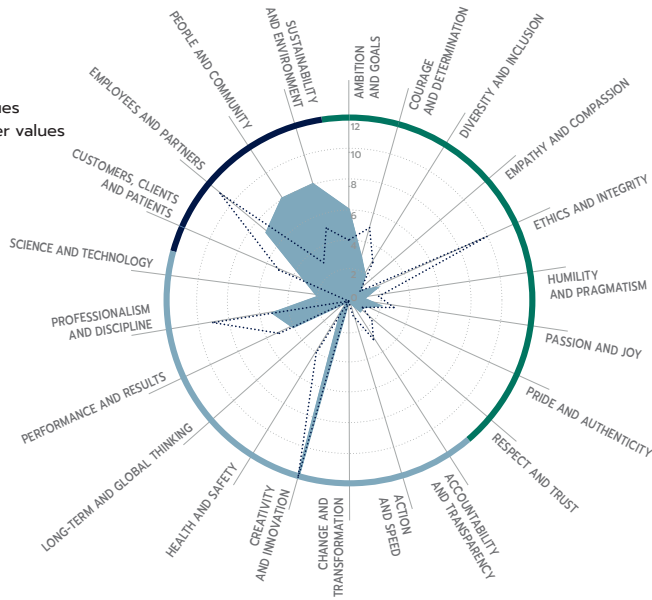 ues
er values
AMBITION
AND GOALS
COURAGE
AND DETERMINATION
DIVERSITY AND INCLUSION
EMPATHY AND COMPASSION
ETHICS AND INTEGRITY
HUMILITY
AND PRAGMATISM
PASSION AND JOY
PRIDE AND AUTHENTICITY
RESPECT AND TRUST
ACCOUNTABILITY
AND TRANSPARENCY
ACTION
AND SPEED
CHANGE AND
TRANSFORMATION
CREATIVITY
AND INNOVATION
HEALTH AND SAFETY
LONG-TERM AND GLOBAL THINKING
PERFORMANCE AND RESULTS
PROFESSIONALISM
AND DISCIPLINE
SCIENCE AND TECHNOLOGY
CUSTOMERS, CLIENTS
AND PATIENTS
EMPLOYEES AND PARTNERS
PEOPLE AND COMMUNITY
SUSTAINABILITY
AND ENVIRONMENT
12
10
8
6
2
0